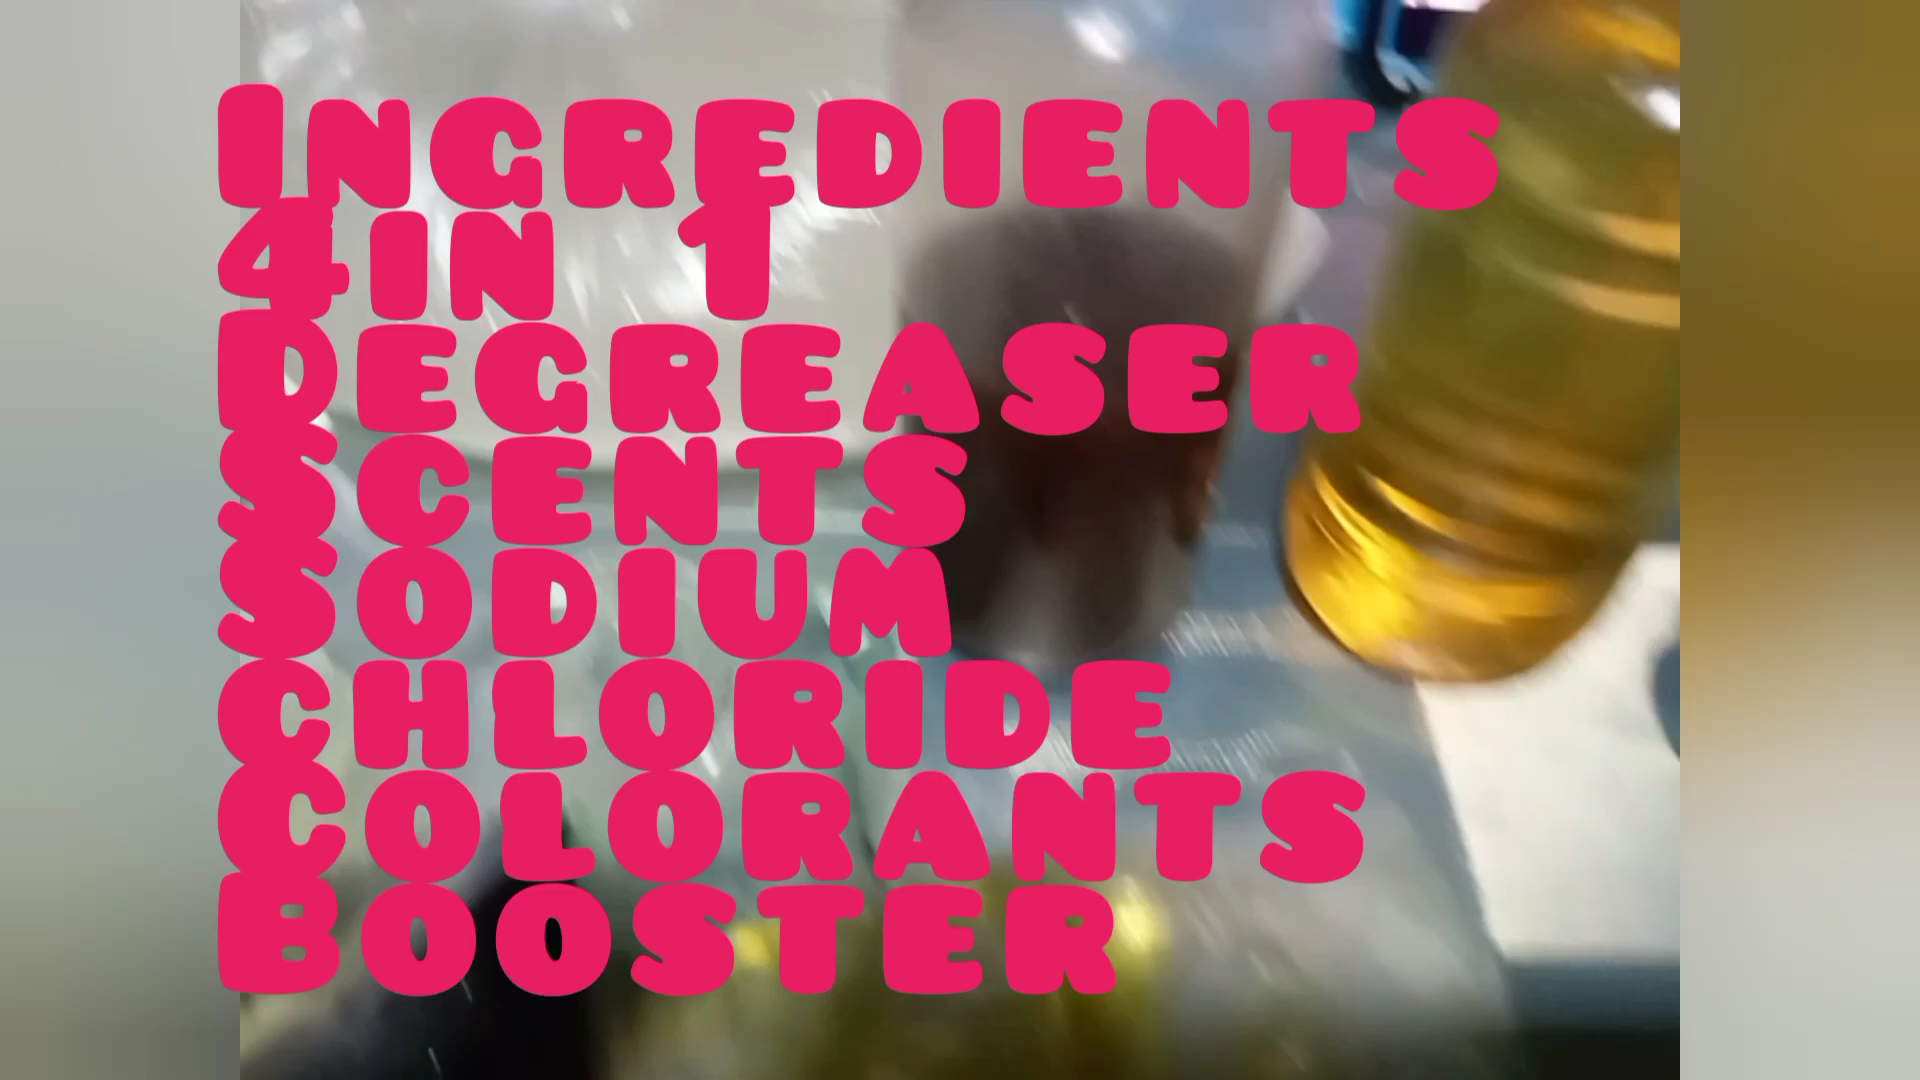 Ingredients
4in 1
Degreaser
Scents
Sodium
chloride
Colorants
Booster